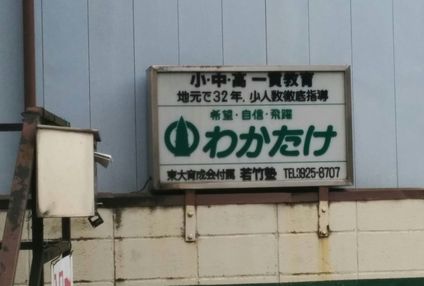 小・中・高 一貫教育
地元で32年、少人数徹底指導
希望・自信・飛躍
わかたけ
東大育成会付属 若竹塾 TEL3925-8707